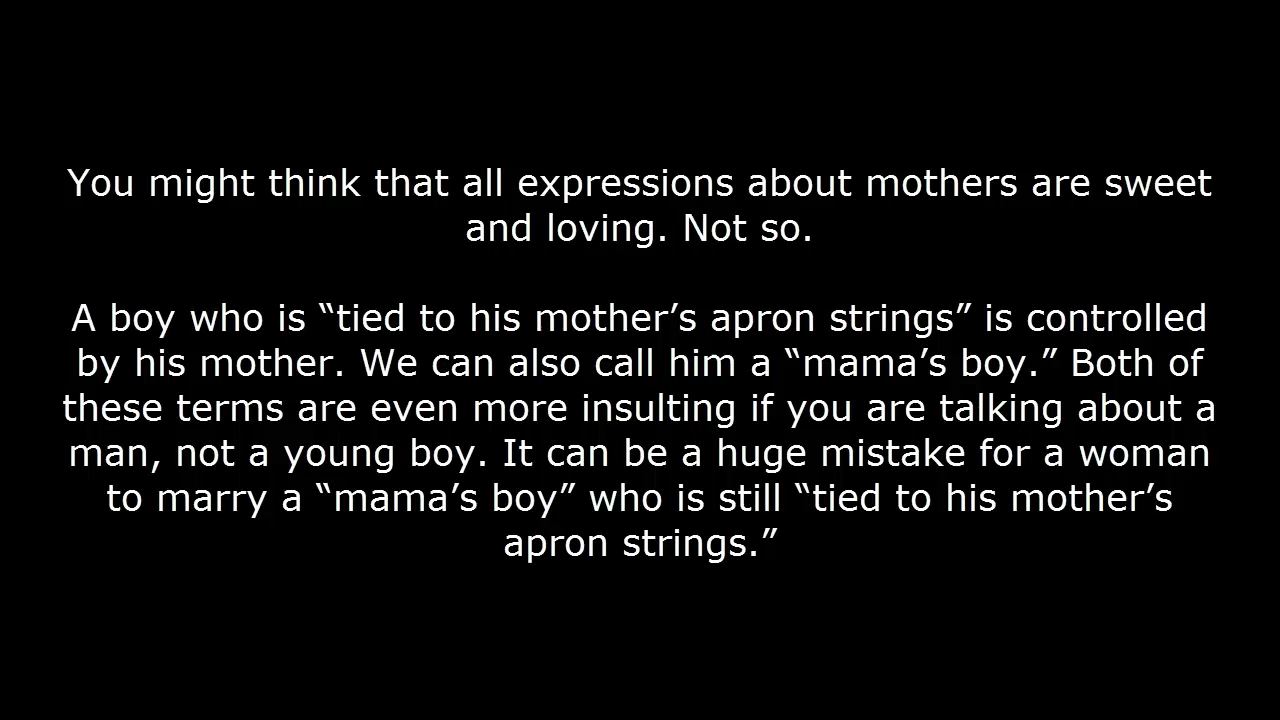 You might think that all expressions about mothers are sweet
and loving. Not so.
A boy who is “tied to his mother’s apron strings” is controlled
by his mother. We can also call him a “mama’s boy.” Both of
these terms are even more insulting if you are talking about a
man, not a young boy. It can be a huge mistake for a woman
to marry a “mama’s boy” who is still “tied to his mother’s
apron strings.”